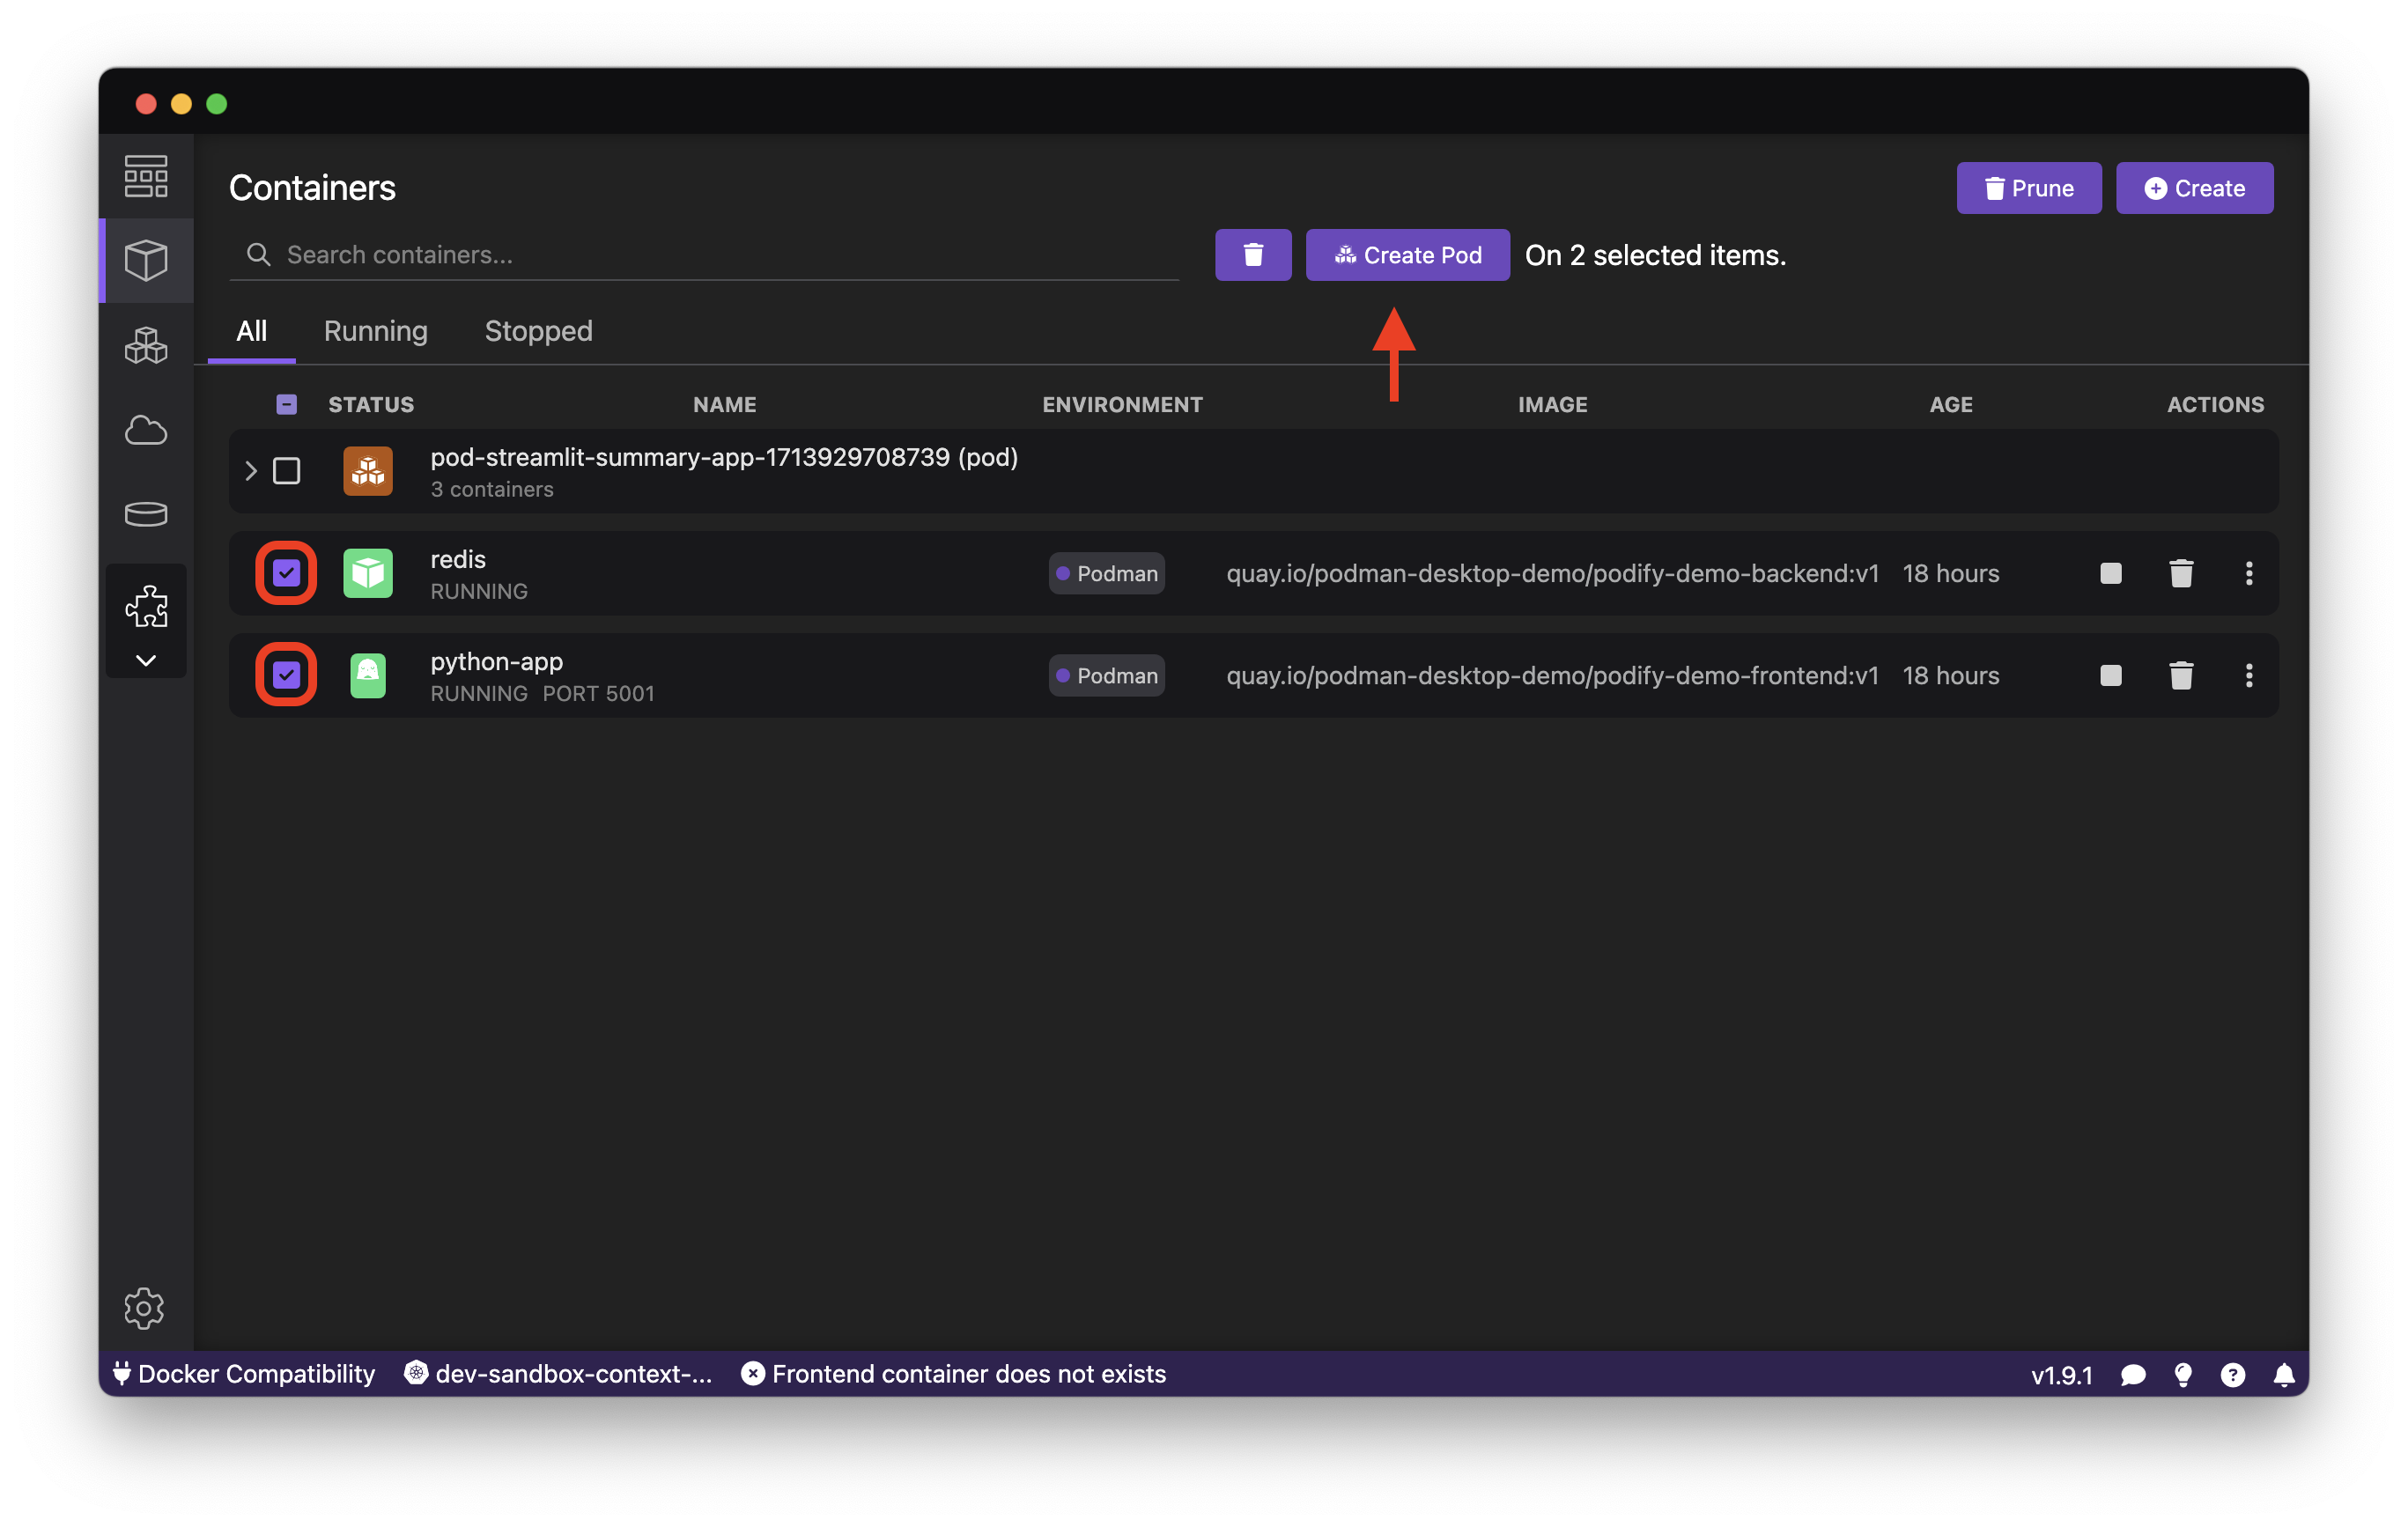 Containers
Prune
Create
Search containers...
Create Pod
On 2 selected items.
All
Running
Stopped
STATUS NAME ENVIRONMENT IMAGE AGE ACTIONS
pod-streamlit-summary-app-1713929708739 (pod)
3 containers
redis
RUNNING
Podman
quay.io/podman-desktop-demo/podify-demo-backend:v1
18 hours
python-app
RUNNING PORT 5001
Podman
quay.io/podman-desktop-demo/podify-demo-frontend:v1
18 hours
Docker Compatibility
dev-sandbox-context-...
Frontend container does not exists
v1.9.1